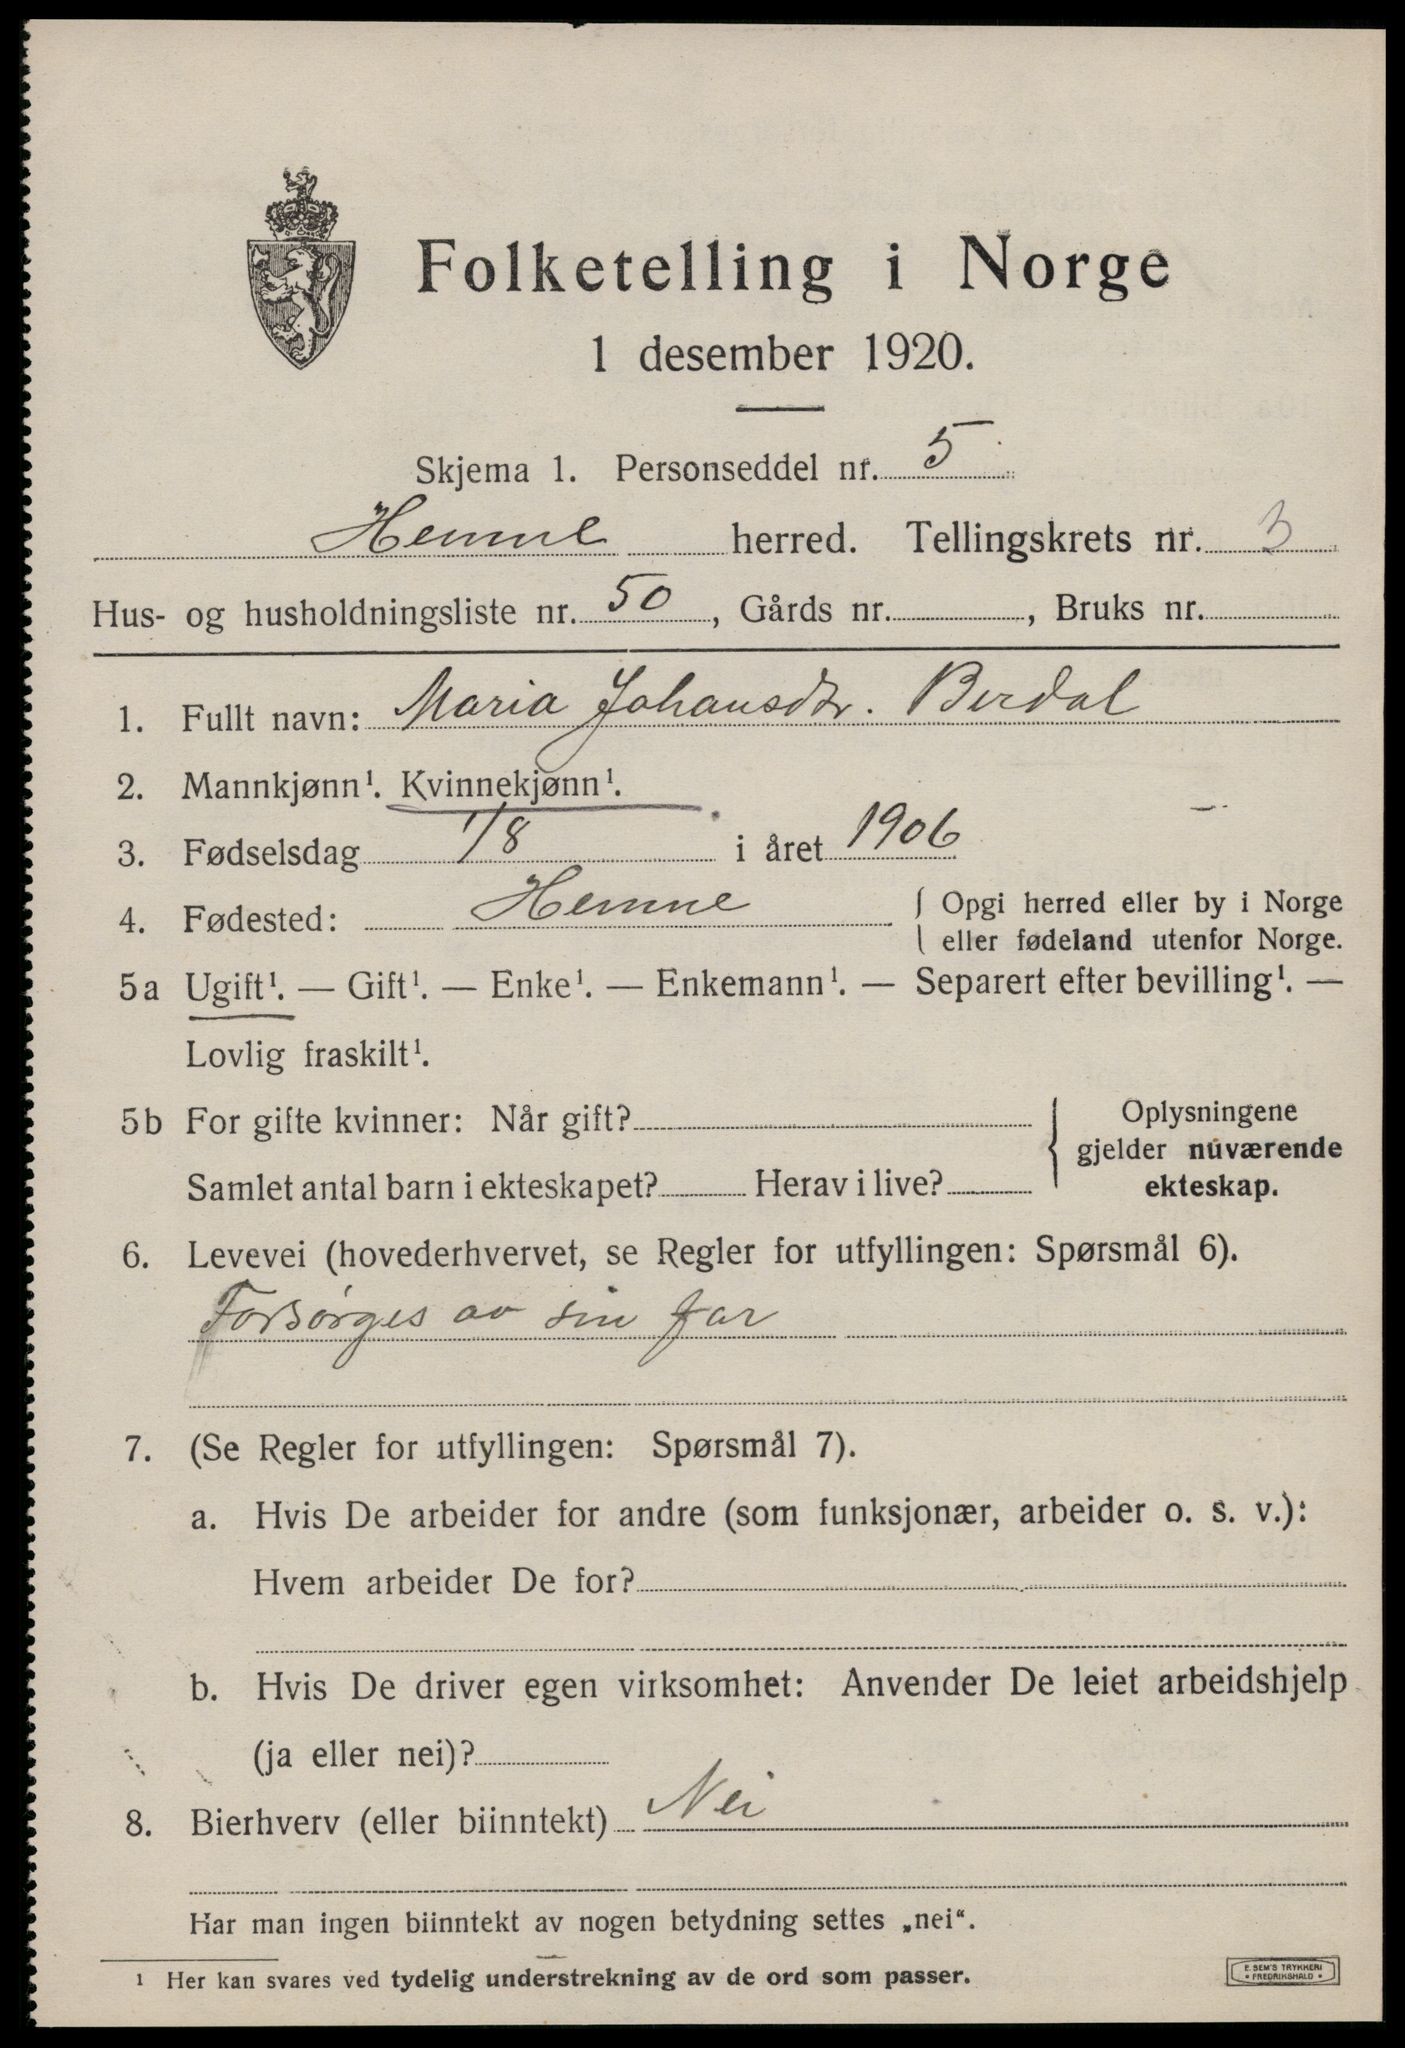 Folketelling i Norge
1 desember 1920.
Skjema 1. Personseddel nr. 5
Hemne herred. Tellingskrets nr. 3
Hus- og husholdningsliste nr. 50, Gårds nr. , Bruks nr.
1. Fullt navn: Maria Johansdtr. Berdal
2. Mannkjønn¹. Kvinnekjønn¹.
3. Fødselsdag 1/8 i året 1906
4. Fødested: Hemne { Opgi herred eller by i Norge
eller fødeland utenfor Norge.
5a Ugift¹. — Gift¹. — Enke¹. — Enkemann¹. — Separert efter bevilling¹. —
Lovlig fraskilt¹.
5b For gifte kvinner: Når gift? { Oplysningene
gjelder nuværende
Samlet antal barn i ekteskapet? Herav i live? ekteskap.
6. Levevei (hovederhvervet, se Regler for utfyllingen: Spørsmål 6).
Forsørges av sin far
7. (Se Regler for utfyllingen: Spørsmål 7).
a. Hvis De arbeider for andre (som funksjonær, arbeider o. s. v.):
Hvem arbeider De for?
b. Hvis De driver egen virksomhet: Anvender De leiet arbeidshjelp
(ja eller nei)?
8. Bierhverv (eller biinntekt) Nei
Har man ingen biinntekt av nogen betydning settes „nei“.
¹ Her kan svares ved tydelig understrekning av de ord som passer.
E. SEM'S TRYKKERI
• FREDRIKSHALD •